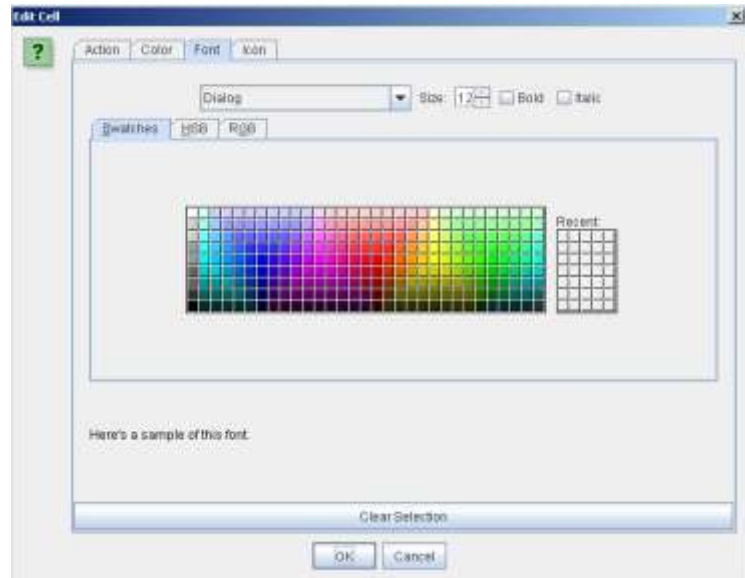 Edit Cell
?
Action Color Font Icon
Dialog Size: 12 Bold Italic
Swatches HSB RGB
Recent:
Here's a sample of this font.
Clear Selection
OK Cancel